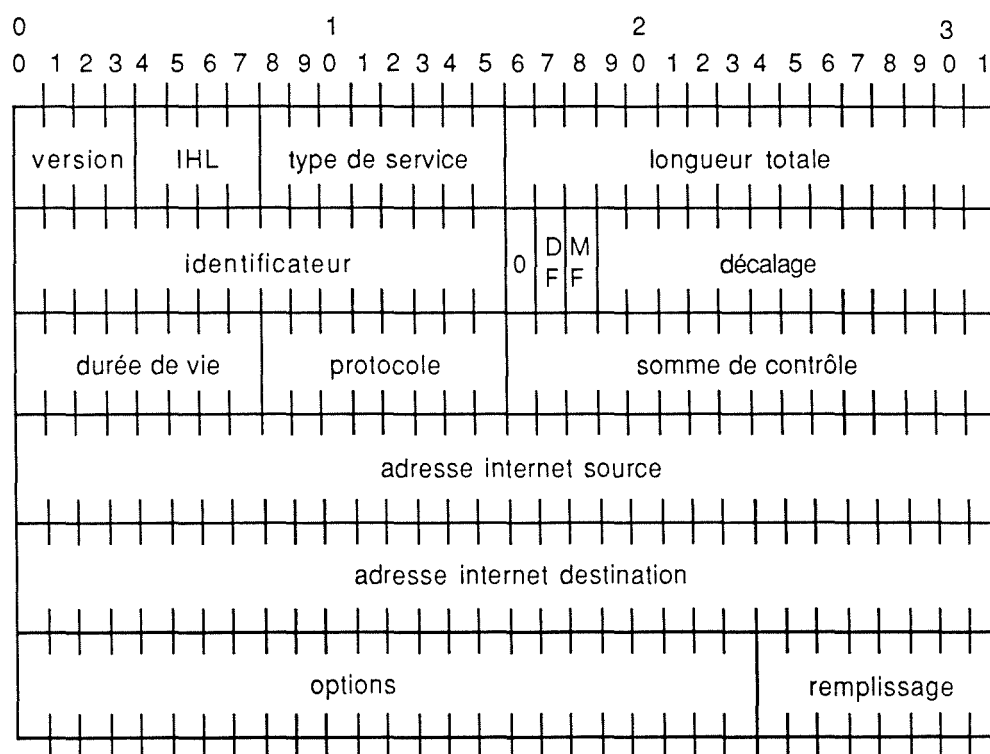 0 1 2 3
0 1 2 3 4 5 6 7 8 9 0 1 2 3 4 5 6 7 8 9 0 1 2 3 4 5 6 7 8 9 0 1
version IHL type de service longueur totale
identificateur 0 DF MF décalage
durée de vie protocole somme de contrôle
adresse internet source
adresse internet destination
options remplissage